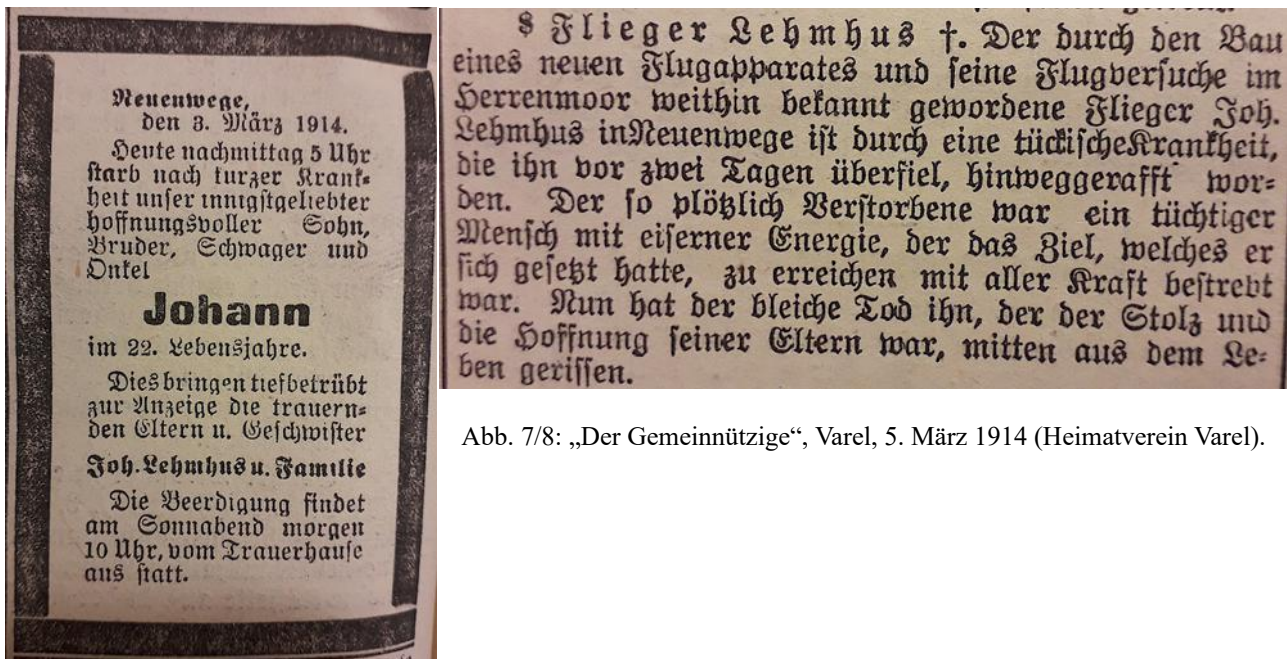 Neuenwege,
den 3. März 1914.
Heute nachmittag 5 Uhr
starb nach kurzer Krank=
heit unser innigstgeliebter
hoffnungsvoller Sohn,
Bruder, Schwager und
Onkel
Johann
im 22. Lebensjahre.
Dies bringen tiefbetrübt
zur Anzeige die trauern=
den Eltern u. Geschwister
Joh. Lehmhus u. Familie
Die Beerdigung findet
am Sonnabend morgen
10 Uhr, vom Trauerhause
aus statt.
§ Flieger Lehmhus †. Der durch den Bau
eines neuen Flugapparates und seine Flugversuche im
Herrenmoor weithin bekannt gewordene Flieger Joh.
Lehmhus in Neuenwege ist durch eine tückische Krankheit,
die ihn vor zwei Tagen überfiel, hinweggerafft wor=
den. Der so plötzlich Verstorbene war ein tüchtiger
Mensch mit eiserner Energie, der das Ziel, welches er
sich gesetzt hatte, zu erreichen mit aller Kraft bestrebt
war. Nun hat der bleiche Tod ihn, der der Stolz und
die Hoffnung seiner Eltern war, mitten aus dem Le=
ben gerissen.
Abb. 7/8: „Der Gemeinnützige“, Varel, 5. März 1914 (Heimatverein Varel).